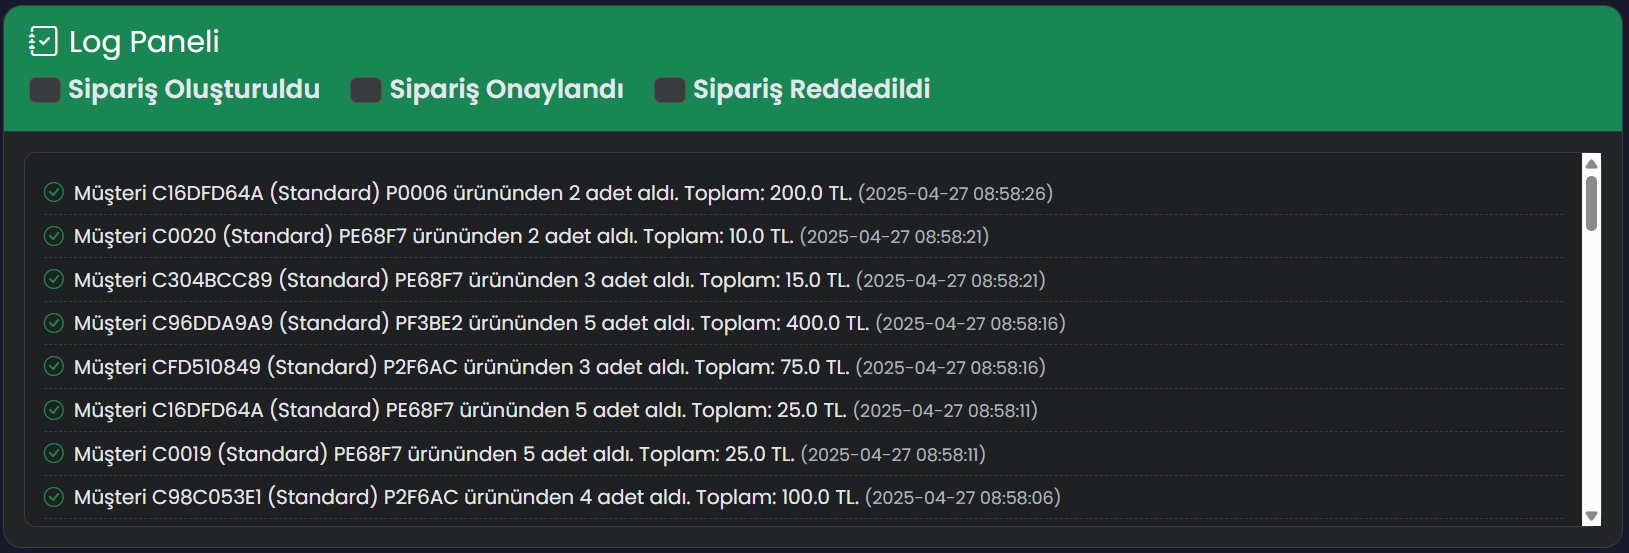 Log Paneli
Sipariş Oluşturuldu Sipariş Onaylandı Sipariş Reddedildi
Müşteri C16DFD64A (Standard) P0006 ürününden 2 adet aldı. Toplam: 200.0 TL. (2025-04-27 08:58:26)
Müşteri C0020 (Standard) PE68F7 ürününden 2 adet aldı. Toplam: 10.0 TL. (2025-04-27 08:58:21)
Müşteri C304BCC89 (Standard) PE68F7 ürününden 3 adet aldı. Toplam: 15.0 TL. (2025-04-27 08:58:21)
Müşteri C96DDA9A9 (Standard) PF3BE2 ürününden 5 adet aldı. Toplam: 400.0 TL. (2025-04-27 08:58:16)
Müşteri CFD510849 (Standard) P2F6AC ürününden 3 adet aldı. Toplam: 75.0 TL. (2025-04-27 08:58:16)
Müşteri C16DFD64A (Standard) PE68F7 ürününden 5 adet aldı. Toplam: 25.0 TL. (2025-04-27 08:58:11)
Müşteri C0019 (Standard) PE68F7 ürününden 5 adet aldı. Toplam: 25.0 TL. (2025-04-27 08:58:11)
Müşteri C98C053E1 (Standard) P2F6AC ürününden 4 adet aldı. Toplam: 100.0 TL. (2025-04-27 08:58:06)